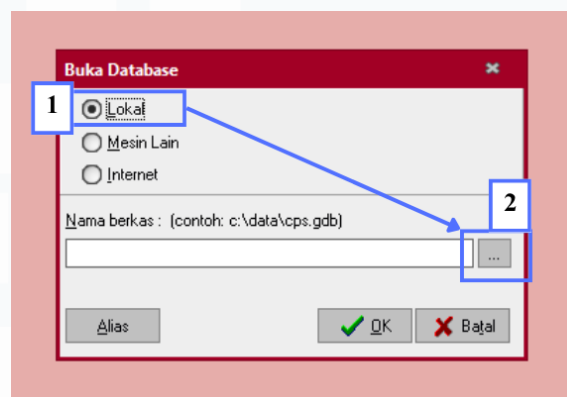 Buka Database
1
Lokal
Mesin Lain
Internet
2
Nama berkas : (contoh: c:\data\cps.gdb)
...
Alias
OK
Batal